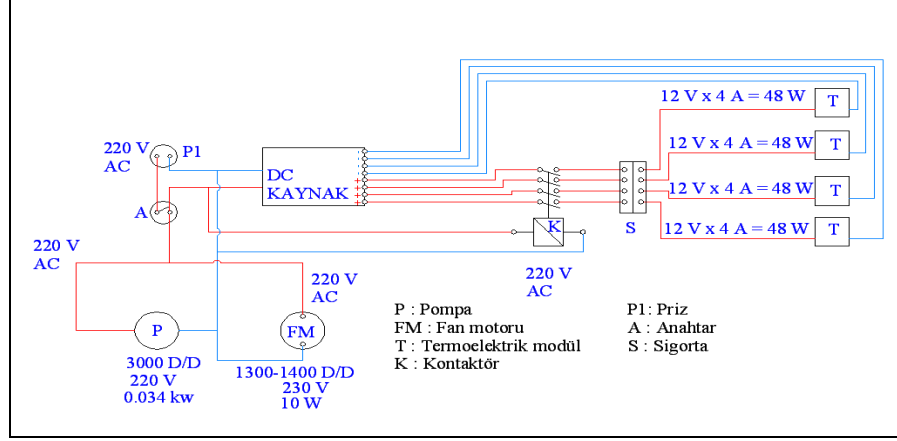 12 V x 4 A = 48 W
T
12 V x 4 A = 48 W
T
12 V x 4 A = 48 W
T
12 V x 4 A = 48 W
T
220 V
AC
P1
DC
KAYNAK
A
K
S
220 V
AC
220 V
AC
220 V
AC
P
FM
3000 D/D
220 V
0.034 kw
1300-1400 D/D
230 V
10 W
P : Pompa
FM : Fan motoru
T : Termoelektrik modül
K : Kontaktör
P1: Priz
A : Anahtar
S : Sigorta